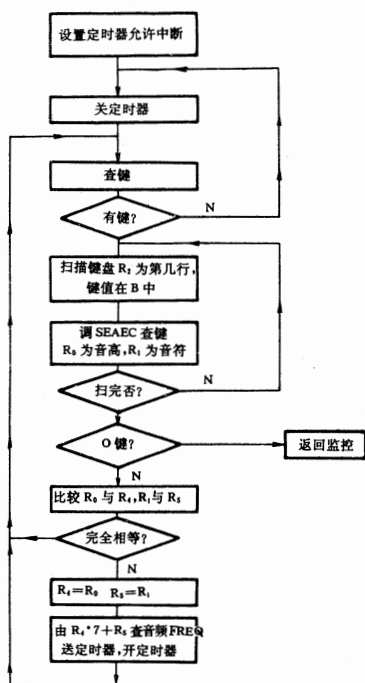 设置定时器允许中断
关定时器
查键
有键?
N
扫描键盘 R₂ 为第几行,
键值在 B 中
调 SEAEC 查键
R₀ 为音高,R₁ 为音符
扫完否?
N
O 键?
返回监控
N
比较 R₀ 与 R₄,R₁与 R₅
完全相等?
N
R₄=R₀ R₅=R₁
由 R₄*7+R₅ 查音频 FREQ
送定时器,开定时器